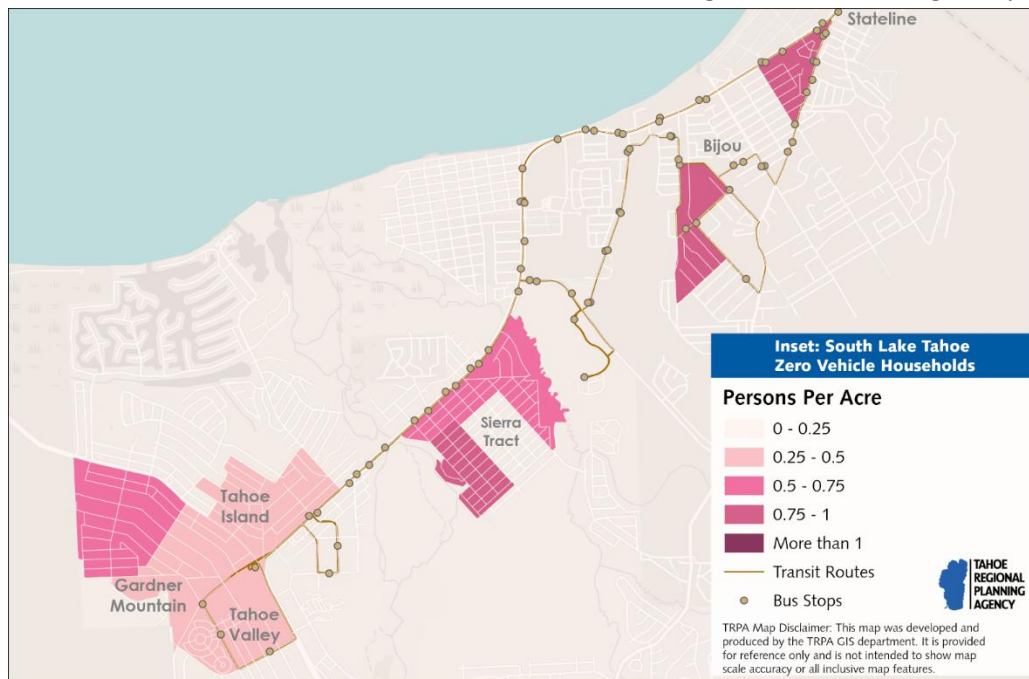 Stateline
Bijou
Sierra
Tract
Tahoe
Island
Gardner
Mountain
Tahoe
Valley
Inset: South Lake Tahoe
Zero Vehicle Households
Persons Per Acre
0 - 0.25
0.25 - 0.5
0.5 - 0.75
0.75 - 1
More than 1
Transit Routes
Bus Stops
TAHOE
REGIONAL
PLANNING
AGENCY
TRPA Map Disclaimer: This map was developed and
produced by the TRPA GIS department. It is provided
for reference only and is not intended to show map
scale accuracy or all inclusive map features.